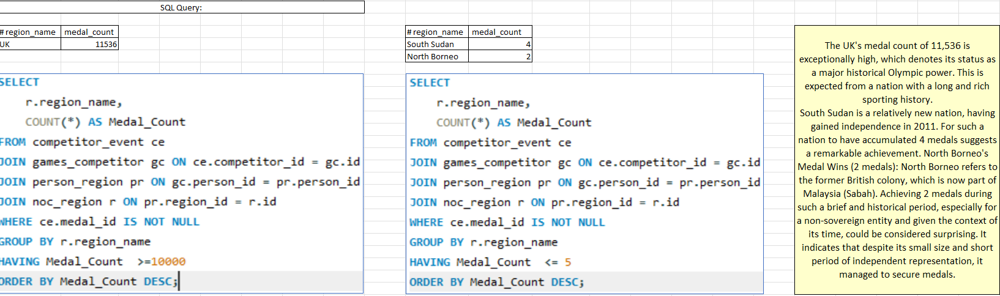 SQL Query:
# region_name medal_count
UK 11536
SELECT
r.region_name,
COUNT(*) AS Medal_Count
FROM competitor_event ce
JOIN games_competitor gc ON ce.competitor_id = gc.id
JOIN person_region pr ON gc.person_id = pr.person_id
JOIN noc_region r ON pr.region_id = r.id
WHERE ce.medal_id IS NOT NULL
GROUP BY r.region_name
HAVING Medal_Count >=10000
ORDER BY Medal_Count DESC;
# region_name medal_count
South Sudan 4
North Borneo 2
SELECT
r.region_name,
COUNT(*) AS Medal_Count
FROM competitor_event ce
JOIN games_competitor gc ON ce.competitor_id = gc.id
JOIN person_region pr ON gc.person_id = pr.person_id
JOIN noc_region r ON pr.region_id = r.id
WHERE ce.medal_id IS NOT NULL
GROUP BY r.region_name
HAVING Medal_Count <= 5
ORDER BY Medal_Count DESC;
The UK's medal count of 11,536 is
exceptionally high, which denotes its status as
a major historical Olympic power. This is
expected from a nation with a long and rich
sporting history.
South Sudan is a relatively new nation, having
gained independence in 2011. For such a
nation to have accumulated 4 medals suggests
a remarkable achievement. North Borneo's
Medal Wins (2 medals): North Borneo refers to
the former British colony, which is now part of
Malaysia (Sabah). Achieving 2 medals during
such a brief and historical period, especially for
a non-sovereign entity and given the context of
its time, could be considered surprising. It
indicates that despite its small size and short
period of independent representation, it
managed to secure medals.